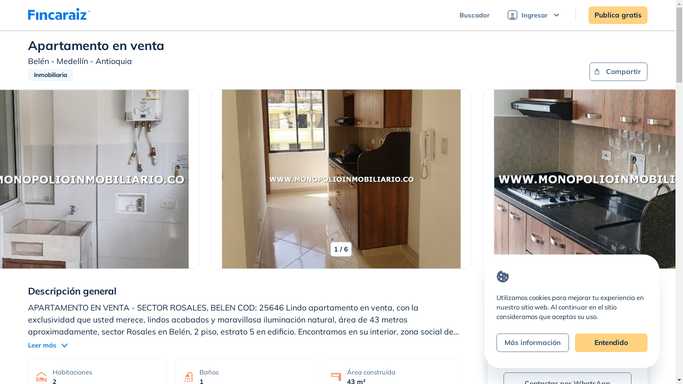 Fincaraiz
Buscador
Ingresar
Publica gratis
Apartamento en venta
Belén - Medellín - Antioquia
Inmobiliaria
Compartir
MONOPOLIOINMOBILIARIO.CO
WWW.MONOPOLIOINMOBILIARIO.CO
WWW.MONOPOLIOINMOBILIA
1 / 6
Descripción general
APARTAMENTO EN VENTA - SECTOR ROSALES, BELEN COD: 25646 Lindo apartamento en venta, con la
exclusividad que usted merece, lindos acabados y maravillosa iluminación natural, área de 43 metros
aproximadamente, sector Rosales en Belén, 2 piso, estrato 5 en edificio. Encontramos en su interior, zona social de...
Leer más
Habitaciones
2
Baños
1
Área construida
43 m²
Utilizamos cookies para mejorar tu experiencia en
nuestro sitio web. Al continuar en el sitio
consideramos que aceptas su uso.
Más información
Entendido
Contactar por WhatsApp